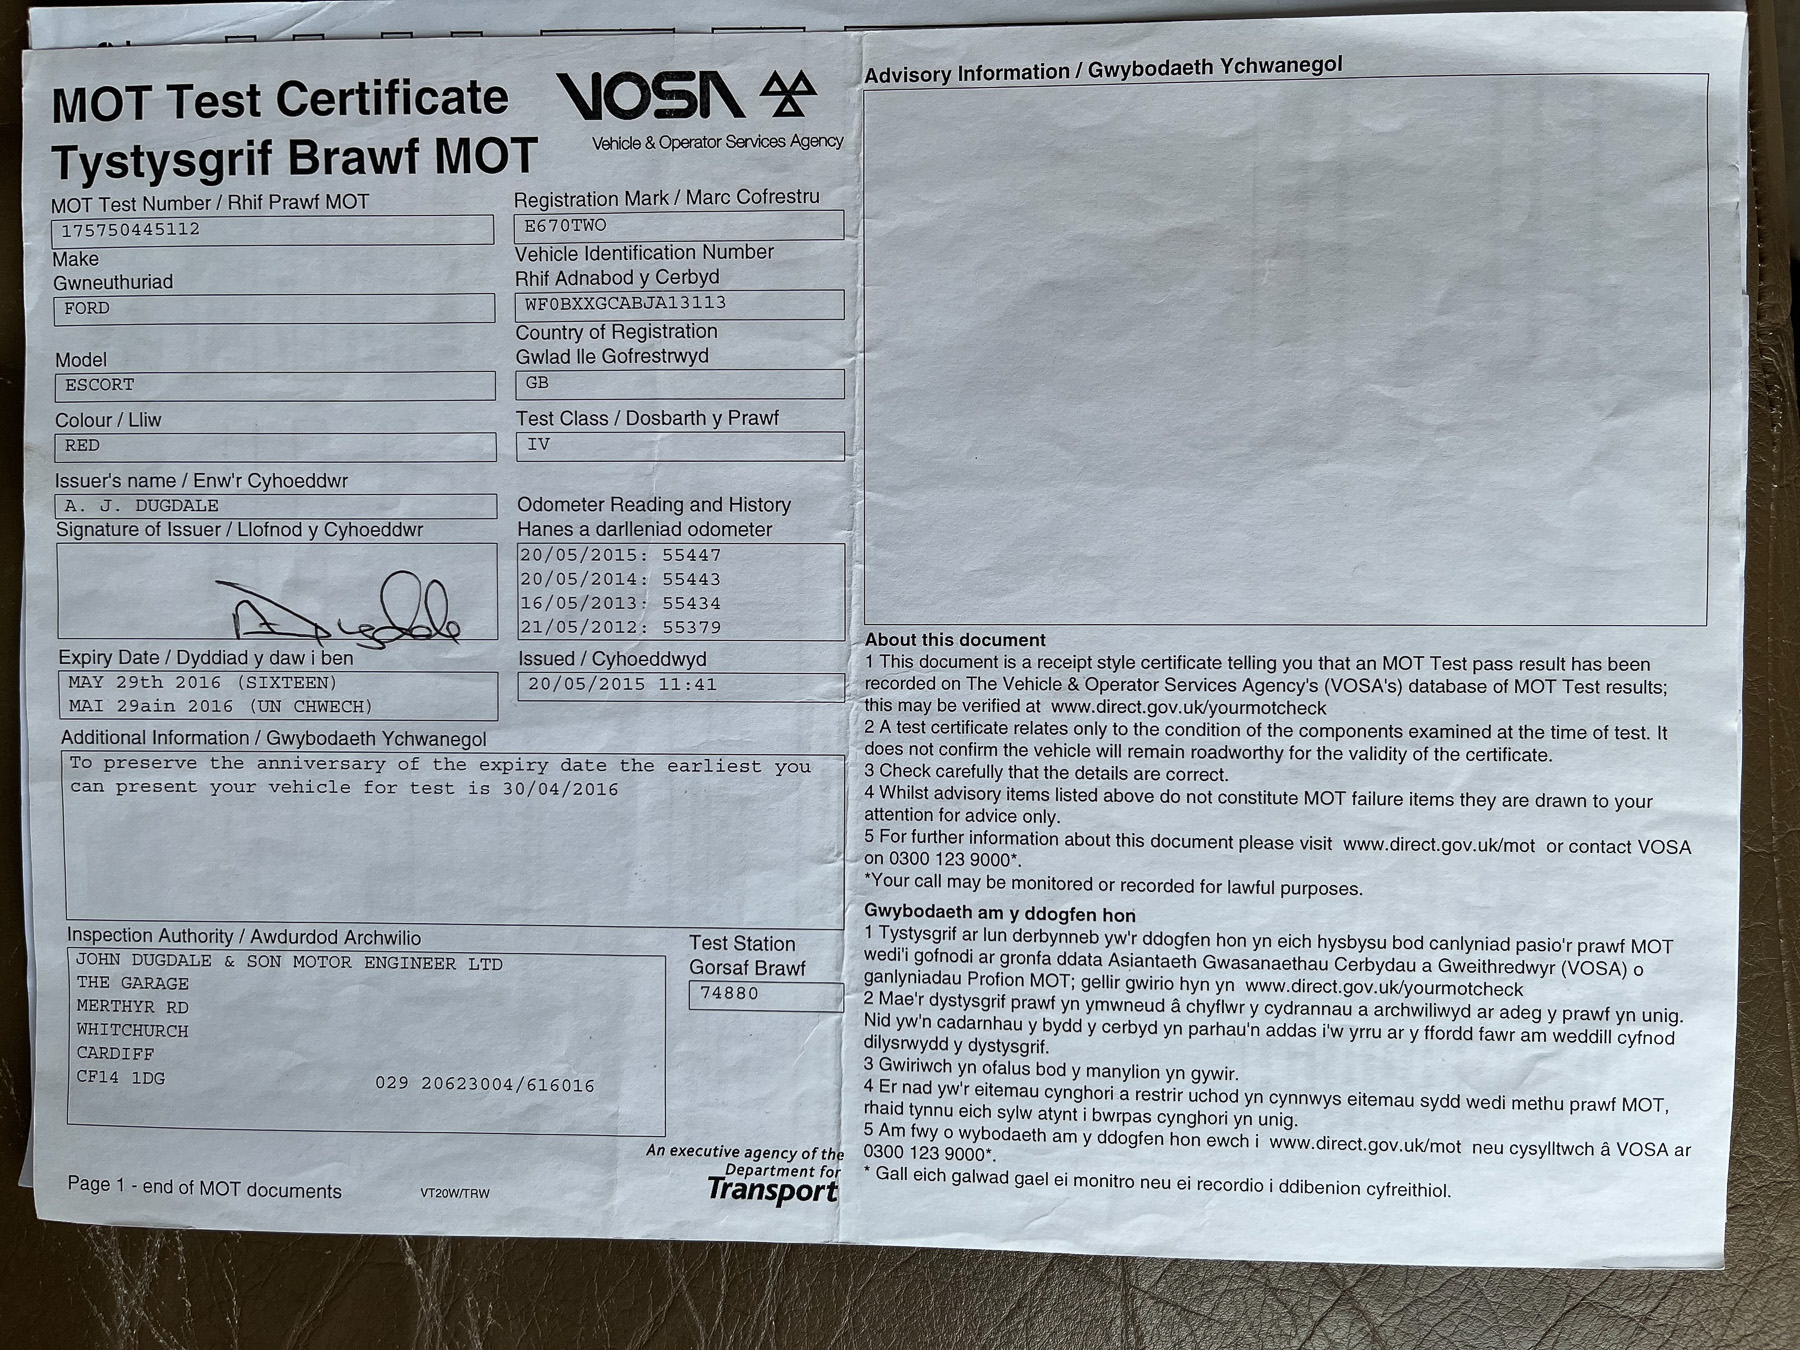 MOT Test Certificate
Tystysgrif Brawf MOT
VOSA
Vehicle & Operator Services Agency
MOT Test Number / Rhif Prawf MOT
175750445112
Registration Mark / Marc Cofrestru
E670TWO
Make
Gwneuthuriad
FORD
Vehicle Identification Number
Rhif Adnabod y Cerbyd
WF0BXXGCABJA13113
Country of Registration
Gwlad lle Gofrestrwyd
GB
Model
ESCORT
Colour / Lliw
RED
Test Class / Dosbarth y Prawf
IV
Issuer's name / Enw'r Cyhoeddwr
A. J. DUGDALE
Signature of Issuer / Llofnod y Cyhoeddwr
A Dugdale
Odometer Reading and History
Hanes a darlleniad odometer
20/05/2015: 55447
20/05/2014: 55443
16/05/2013: 55434
21/05/2012: 55379
Expiry Date / Dyddiad y daw i ben
MAY 29th 2016 (SIXTEEN)
MAI 29ain 2016 (UN CHWECH)
Issued / Cyhoeddwyd
20/05/2015 11:41
Additional Information / Gwybodaeth Ychwanegol
To preserve the anniversary of the expiry date the earliest you
can present your vehicle for test is 30/04/2016
Inspection Authority / Awdurdod Archwilio
JOHN DUGDALE & SON MOTOR ENGINEER LTD
THE GARAGE
MERTHYR RD
WHITCHURCH
CARDIFF
CF14 1DG 029 20623004/616016
Test Station
Gorsaf Brawf
74880
An executive agency of the
Department for
Transport
Page 1 - end of MOT documents
VT20W/TRW
Advisory Information / Gwybodaeth Ychwanegol
About this document
1 This document is a receipt style certificate telling you that an MOT Test pass result has been
recorded on The Vehicle & Operator Services Agency's (VOSA's) database of MOT Test results;
this may be verified at www.direct.gov.uk/yourmotcheck
2 A test certificate relates only to the condition of the components examined at the time of test. It
does not confirm the vehicle will remain roadworthy for the validity of the certificate.
3 Check carefully that the details are correct.
4 Whilst advisory items listed above do not constitute MOT failure items they are drawn to your
attention for advice only.
5 For further information about this document please visit www.direct.gov.uk/mot or contact VOSA
on 0300 123 9000*.
*Your call may be monitored or recorded for lawful purposes.
Gwybodaeth am y ddogfen hon
1 Tystysgrif ar lun derbynneb yw'r ddogfen hon yn eich hysbysu bod canlyniad pasio'r prawf MOT
wedi'i gofnodi ar gronfa ddata Asiantaeth Gwasanaethau Cerbydau a Gweithredwyr (VOSA) o
ganlyniadau Profion MOT; gellir gwirio hyn yn www.direct.gov.uk/yourmotcheck
2 Mae'r dystysgrif prawf yn ymwneud â chyflwr y cydrannau a archwiliwyd ar adeg y prawf yn unig.
Nid yw'n cadarnhau y bydd y cerbyd yn parhau'n addas i'w yrru ar y ffordd fawr am weddill cyfnod
dilysrwydd y dystysgrif.
3 Gwiriwch yn ofalus bod y manylion yn gywir.
4 Er nad yw'r eitemau cynghori a restrir uchod yn cynnwys eitemau sydd wedi methu prawf MOT,
rhaid tynnu eich sylw atynt i bwrpas cynghori yn unig.
5 Am fwy o wybodaeth am y ddogfen hon ewch i www.direct.gov.uk/mot neu cysylltwch â VOSA ar
0300 123 9000*.
* Gall eich galwad gael ei monitro neu ei recordio i ddibenion cyfreithiol.